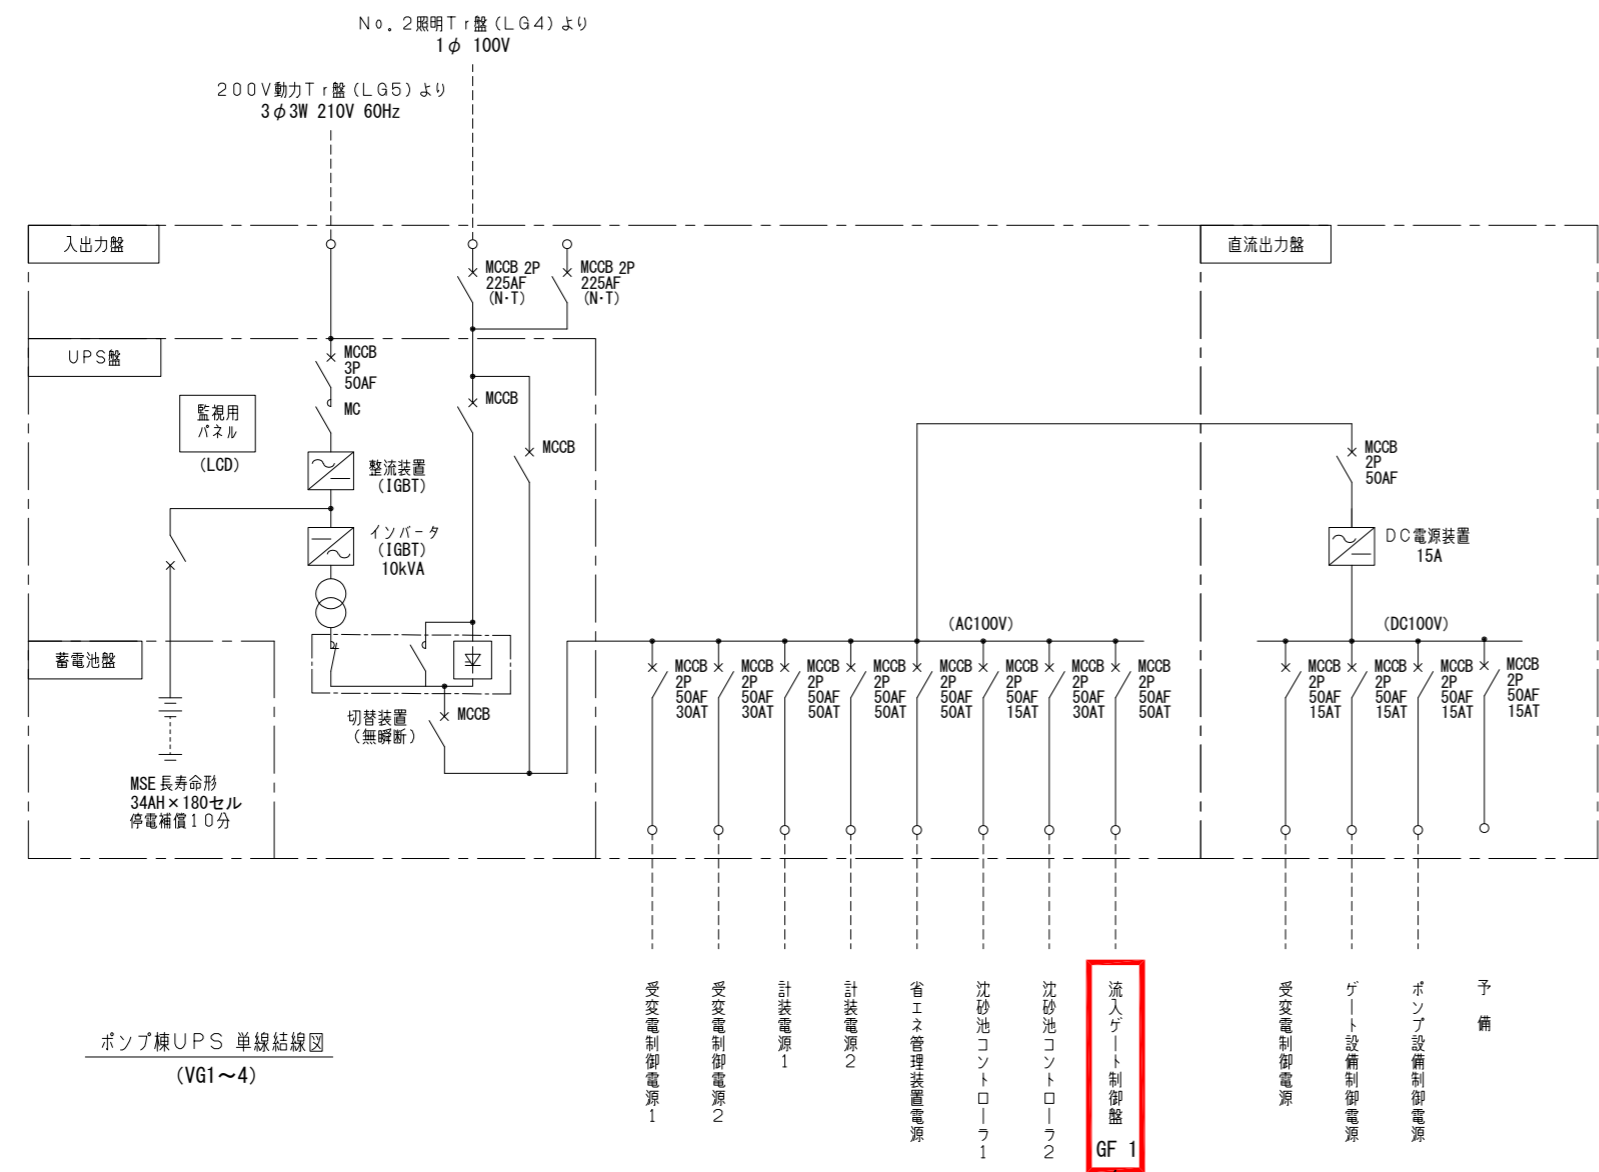 No. 2照明Tr盤(LG4)より
1φ 100V
200V動力Tr盤(LG5)より
3φ3W 210V 60Hz
入出力盤
直流出力盤
MCCB 2P
225AF
(N・T)
MCCB 2P
225AF
(N・T)
UPS盤
MCCB
3P
50AF
MC
監視用
パネル
(LCD)
MCCB
MCCB
整流装置
(IGBT)
インバータ
(IGBT)
10kVA
MCCB
2P
50AF
DC電源装置
15A
蓄電池盤
(AC100V)
(DC100V)
MCCB
2P
50AF
30AT
MCCB
2P
50AF
30AT
MCCB
2P
50AF
50AT
MCCB
2P
50AF
50AT
MCCB
2P
50AF
50AT
MCCB
2P
50AF
15AT
MCCB
2P
50AF
30AT
MCCB
2P
50AF
50AT
MCCB
2P
50AF
15AT
MCCB
2P
50AF
15AT
MCCB
2P
50AF
15AT
MCCB
2P
50AF
15AT
切替装置
(無瞬断)
MCCB
MSE 長寿命形
34AH×180セル
停電補償10分
受変電制御電源1
受変電制御電源2
計装電源1
計装電源2
省エネ管理装置電源
沈砂池コントローラ1
沈砂池コントローラ2
流入ゲート制御盤
GF 1
受変電制御電源
ゲート設備制御電源
ポンプ設備制御電源
予備
ポンプ棟UPS 単線結線図
(VG1~4)